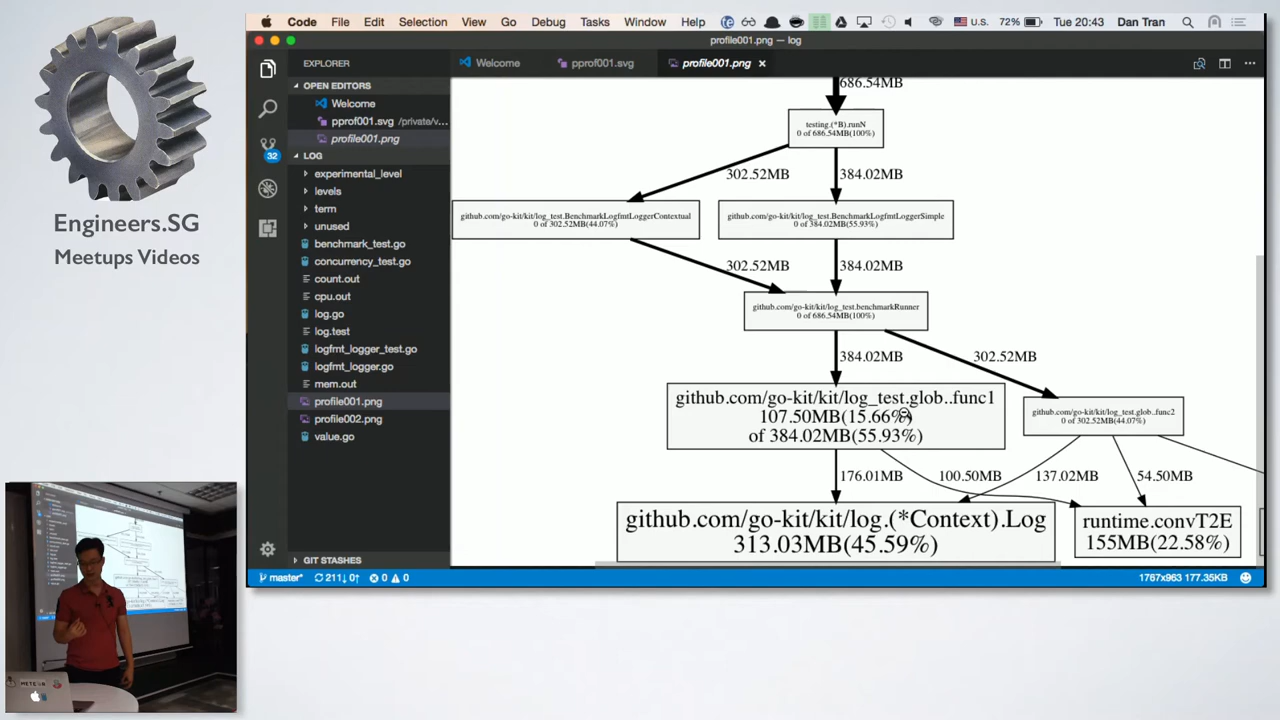 Engineers.SG
Meetups Videos
Code File Edit Selection View Go Debug Tasks Window Help U.S. 72% Tue 20:43 Dan Tran
profile001.png — log
EXPLORER
Welcome
pprof001.svg
profile001.png
OPEN EDITORS
Welcome
pprof001.svg /private/v...
profile001.png
LOG
experimental_level
levels
term
unused
benchmark_test.go
concurrency_test.go
count.out
cpu.out
log.go
log.test
logfmt_logger_test.go
logfmt_logger.go
mem.out
profile001.png
profile002.png
value.go
GIT STASHES
32
686.54MB
testing.(*B).runN
0 of 686.54MB(100%)
302.52MB
384.02MB
github.com/go-kit/kit/log_test.BenchmarkLogfmtLoggerContextual
0 of 302.52MB(44.07%)
github.com/go-kit/kit/log_test.BenchmarkLogfmtLoggerSimple
0 of 384.02MB(55.93%)
302.52MB
384.02MB
github.com/go-kit/kit/log_test.benchmarkRunner
0 of 686.54MB(100%)
384.02MB
302.52MB
github.com/go-kit/kit/log_test.glob..func1
107.50MB(15.66%)
of 384.02MB(55.93%)
github.com/go-kit/kit/log_test.glob..func2
0 of 302.52MB(44.07%)
176.01MB
100.50MB
137.02MB
54.50MB
github.com/go-kit/kit/log.(*Context).Log
313.03MB(45.59%)
runtime.convT2E
155MB(22.58%)
master* 211↓ 0↑ 0 0
1767x963 177.35KB